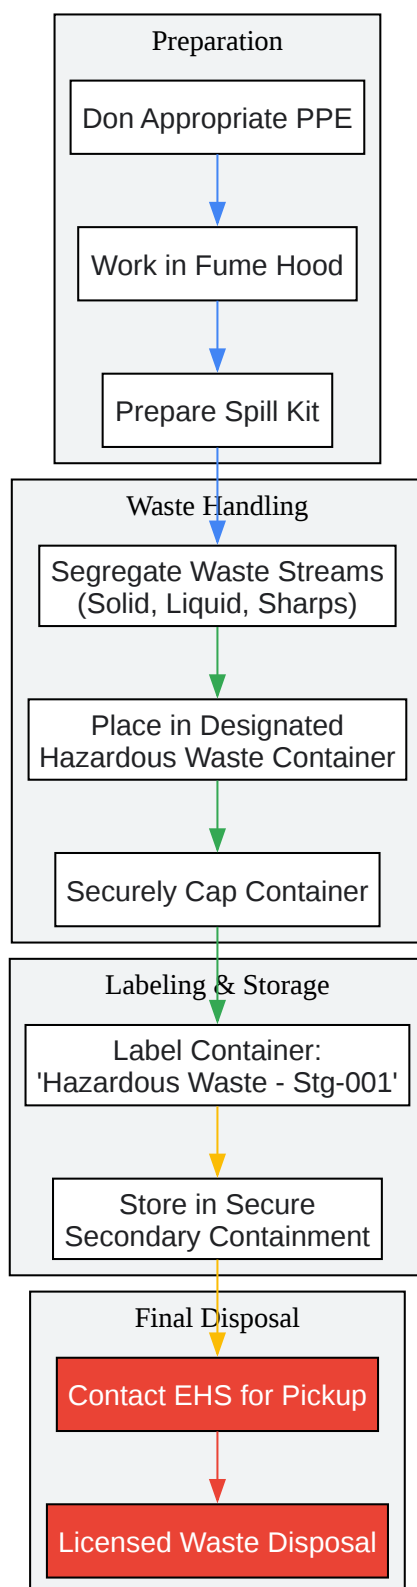 Preparation
Don Appropriate PPE
Work in Fume Hood
Prepare Spill Kit
Waste Handling
Segregate Waste Streams
(Solid, Liquid, Sharps)
Place in Designated
Hazardous Waste Container
Securely Cap Container
Labeling & Storage
Label Container:
'Hazardous Waste - Stg-001'
Store in Secure
Secondary Containment
Final Disposal
Contact EHS for Pickup
Licensed Waste Disposal